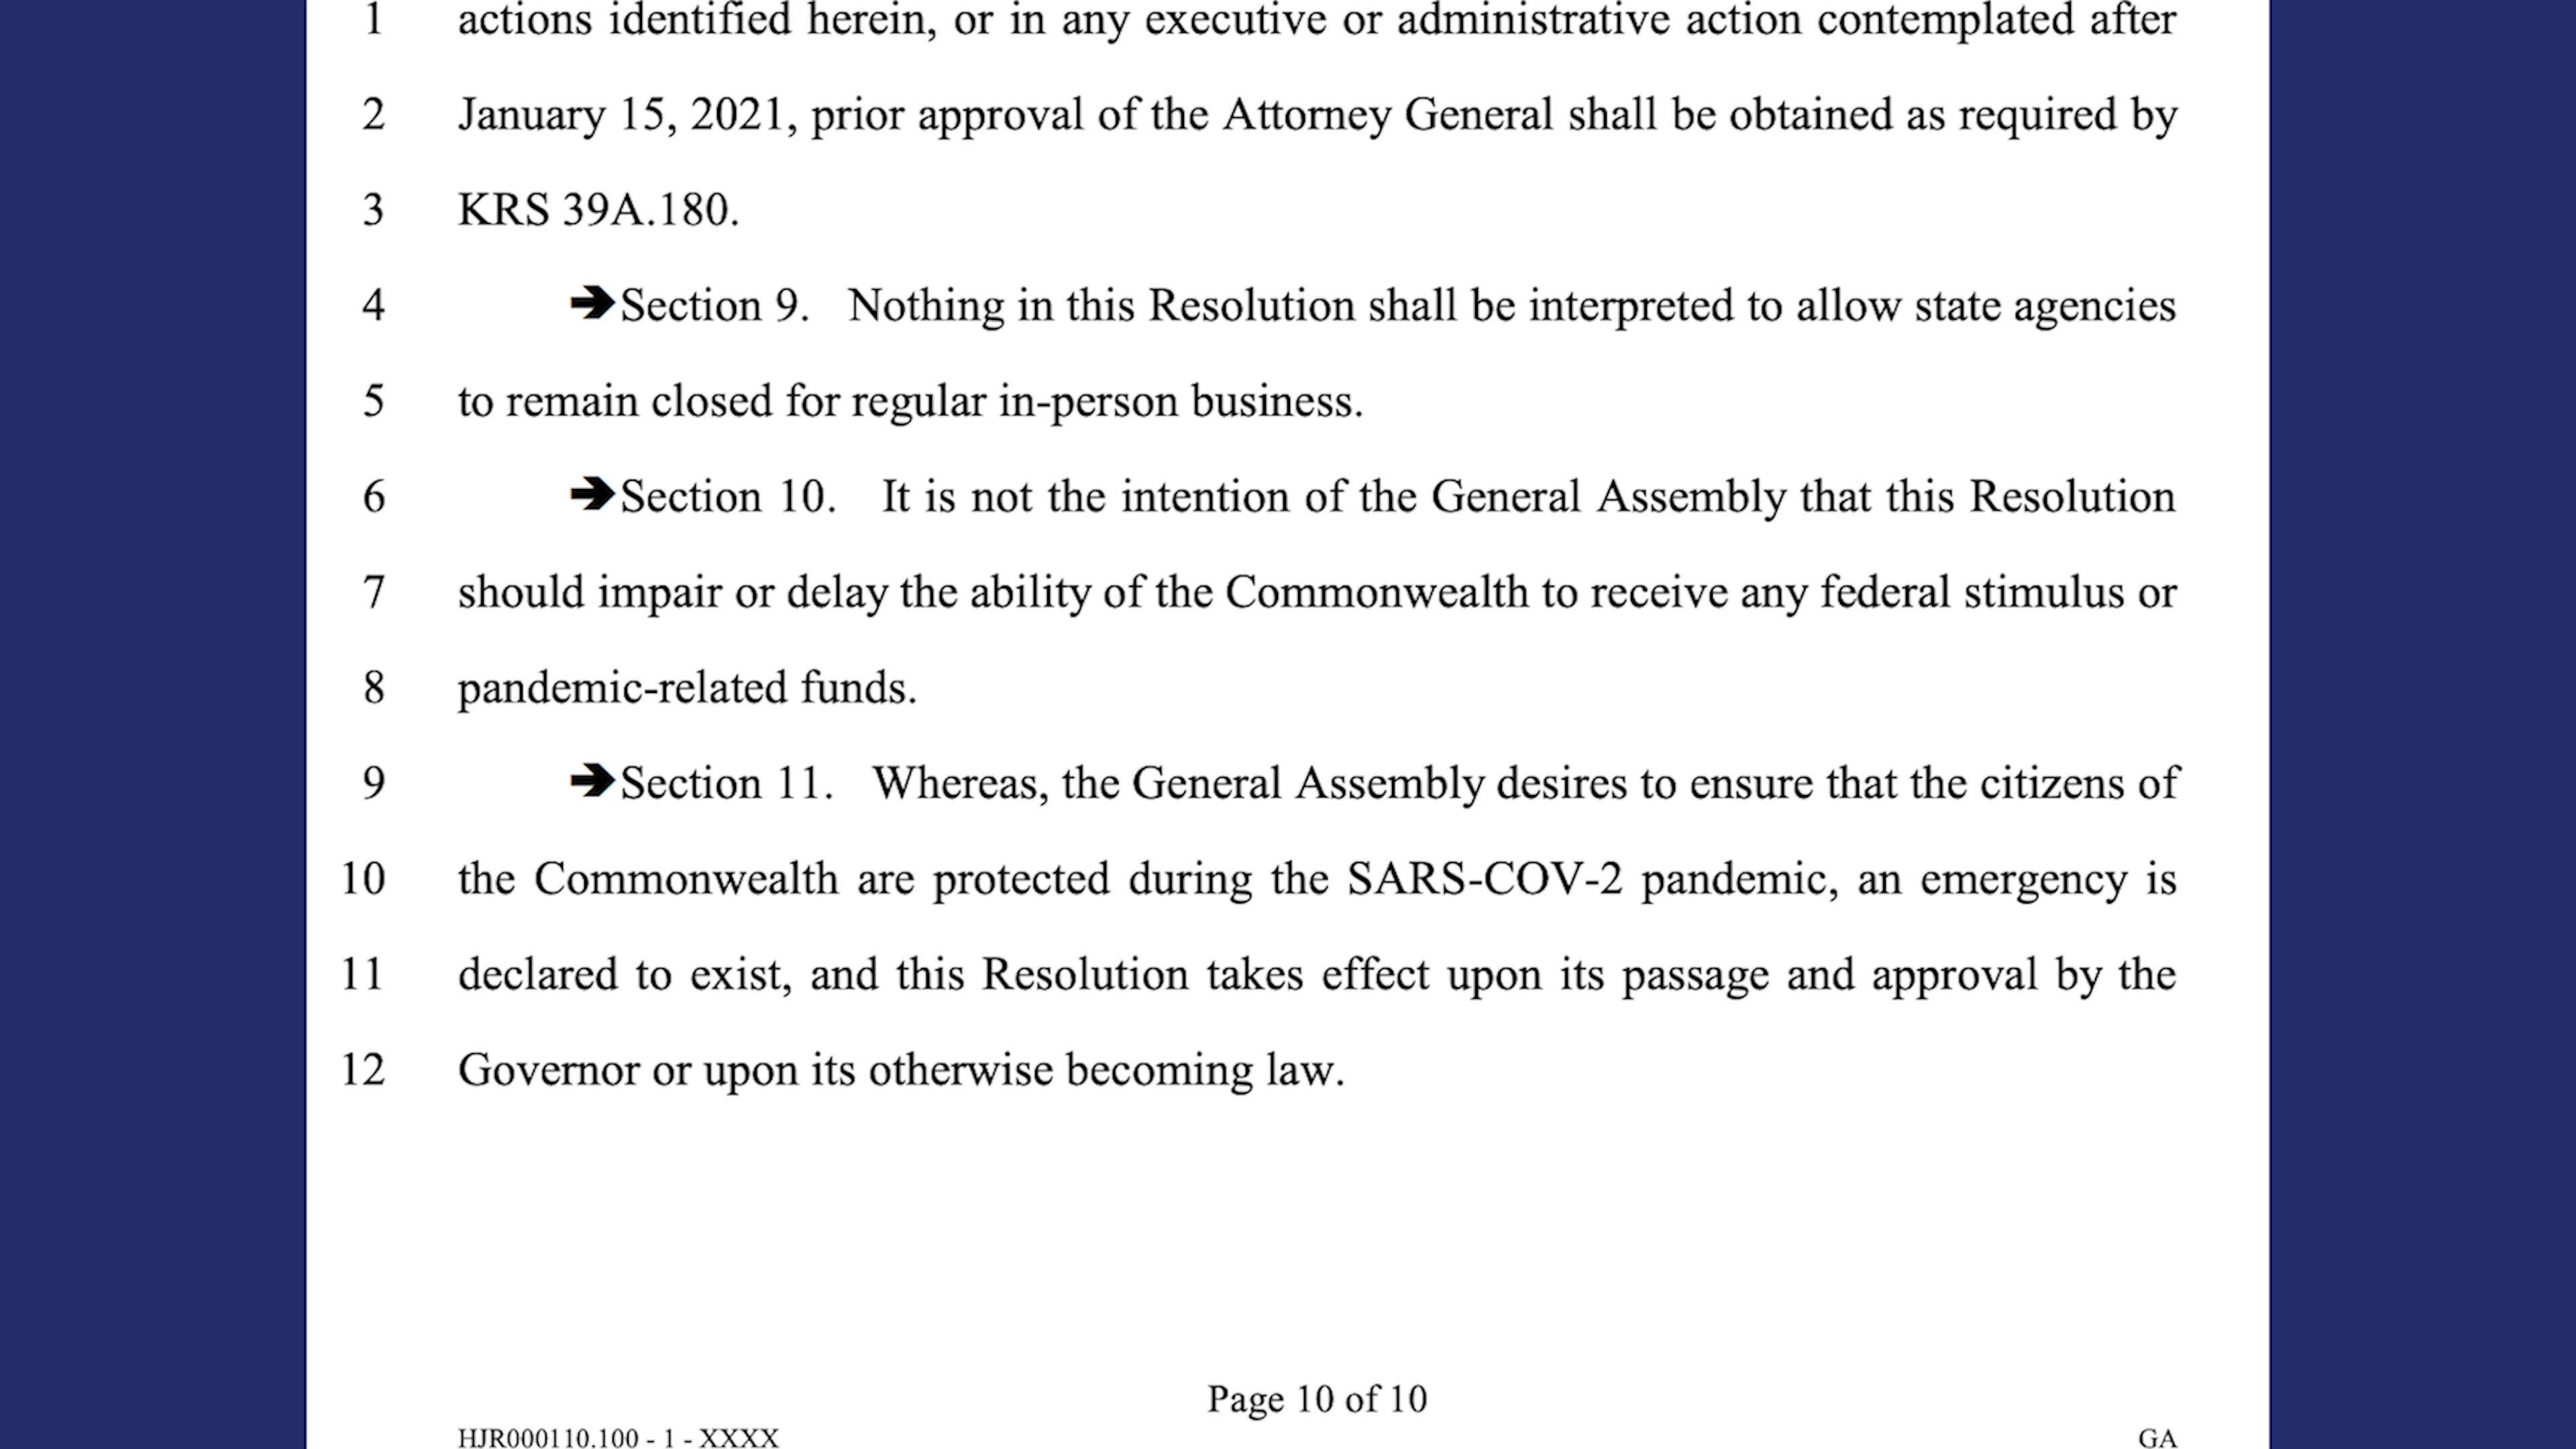 1 actions identified herein, or in any executive or administrative action contemplated after
2 January 15, 2021, prior approval of the Attorney General shall be obtained as required by
3 KRS 39A.180.
4 ➔Section 9. Nothing in this Resolution shall be interpreted to allow state agencies
5 to remain closed for regular in-person business.
6 ➔Section 10. It is not the intention of the General Assembly that this Resolution
7 should impair or delay the ability of the Commonwealth to receive any federal stimulus or
8 pandemic-related funds.
9 ➔Section 11. Whereas, the General Assembly desires to ensure that the citizens of
10 the Commonwealth are protected during the SARS-COV-2 pandemic, an emergency is
11 declared to exist, and this Resolution takes effect upon its passage and approval by the
12 Governor or upon its otherwise becoming law.
Page 10 of 10
HJR000110.100 - 1 - XXXX GA